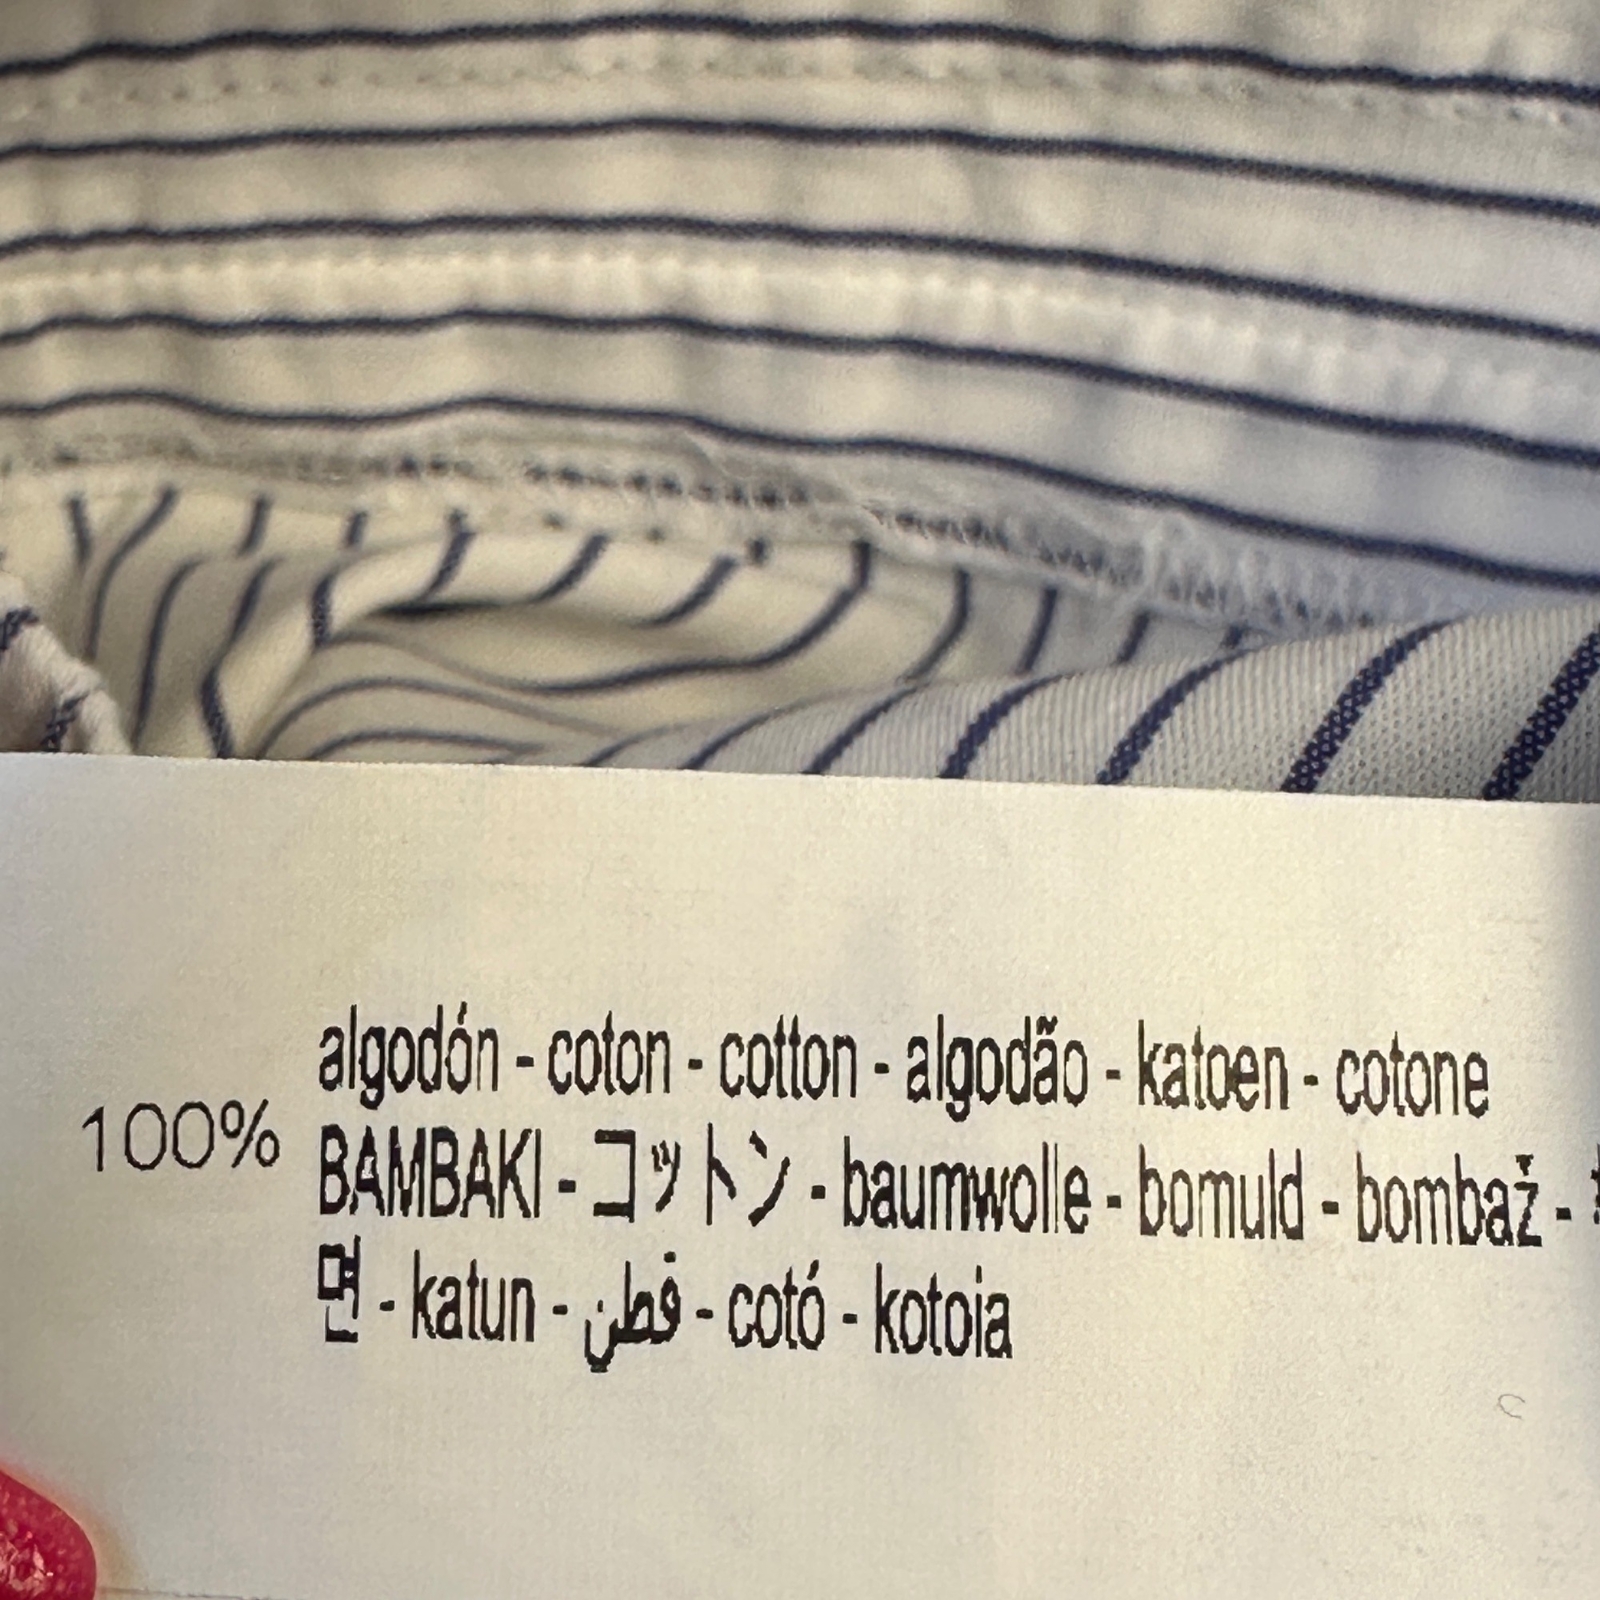 100%
algodón - coton - cotton - algodão - katoen - cotone
BAMBAKI - コットン - baumwolle - bomuld - bombaž -
면 - katun - قطن - cotó - kotoia